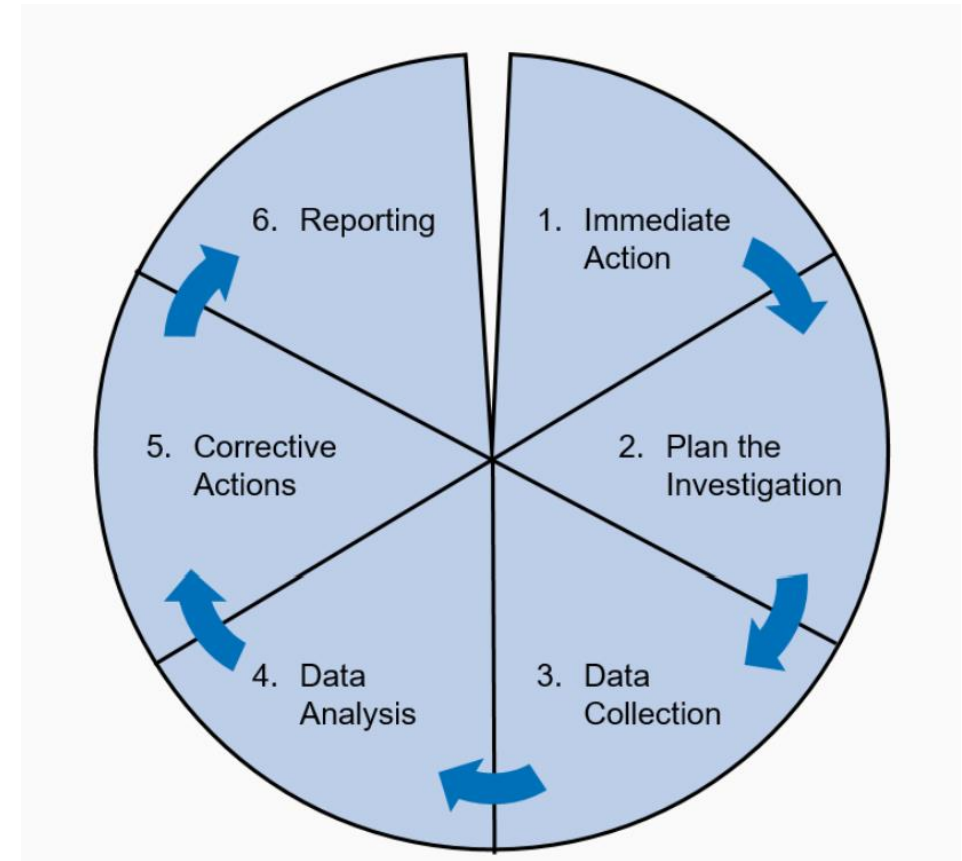 1. Immediate
Action
2. Plan the
Investigation
3. Data
Collection
4. Data
Analysis
5. Corrective
Actions
6. Reporting